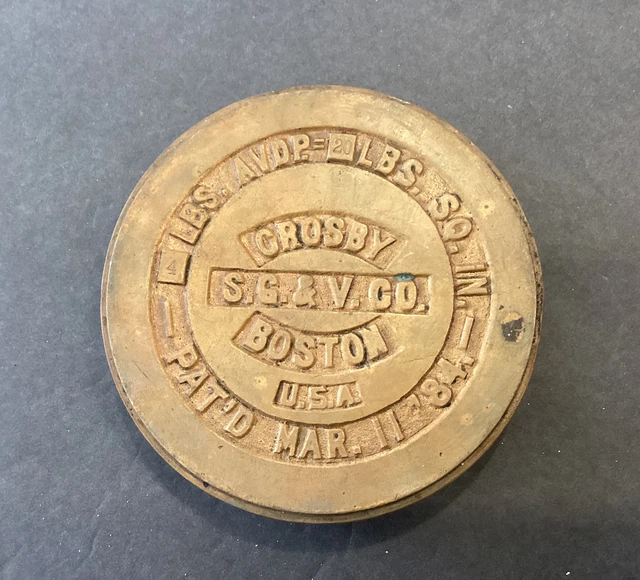 4 LBS. AVDP. = 20 LBS. SQ. IN.
CROSBY
S.G. & V. CO.
BOSTON
U.S.A.
PAT'D MAR. 11 '84.